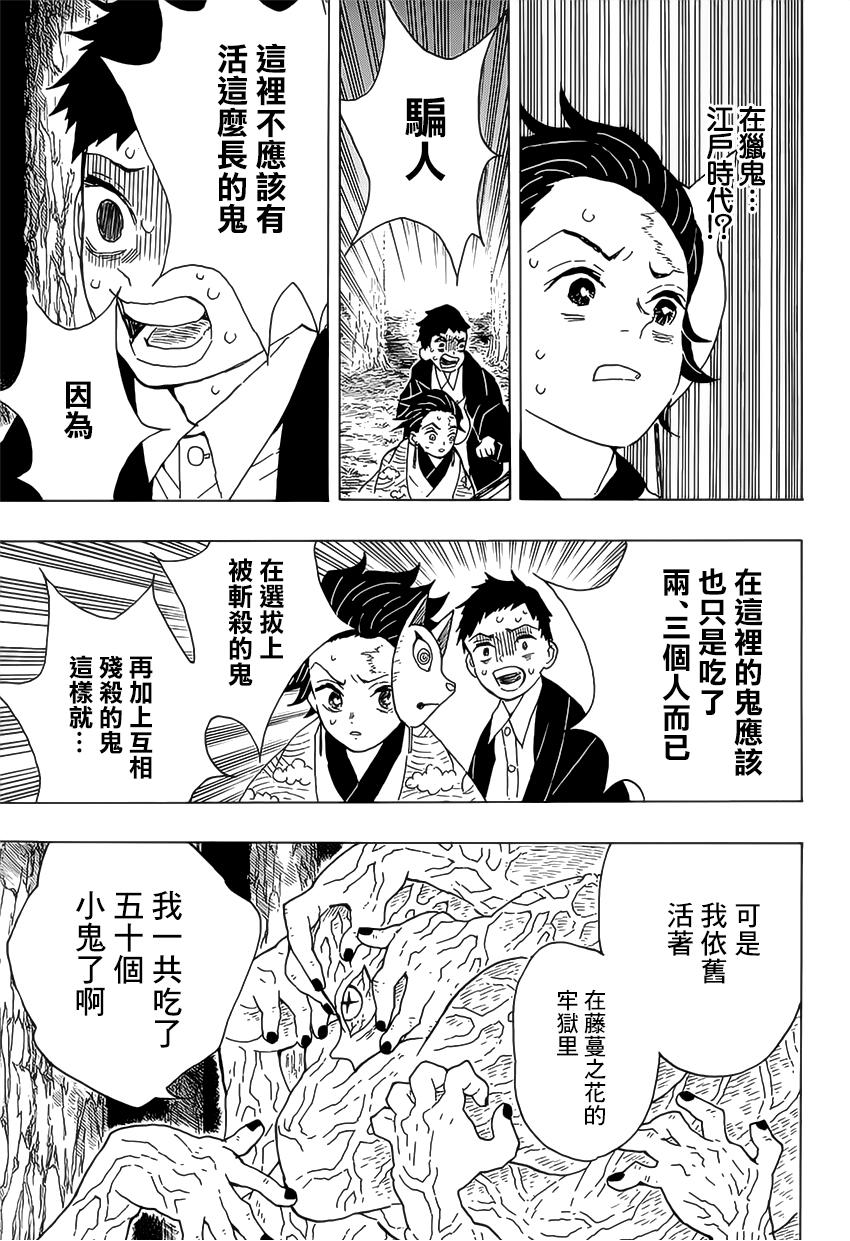 在獵鬼…
江戶時代!?
騙人
這裡不應該有
活這麼長的鬼
因為
在這裡的鬼應該
也只是吃了
兩、三個人而已
在選拔上
被斬殺的鬼
再加上互相
殘殺的鬼
這樣就…
可是
我依舊
活著
在藤蔓之花的
牢獄里
我一共吃了
五十個
小鬼了啊